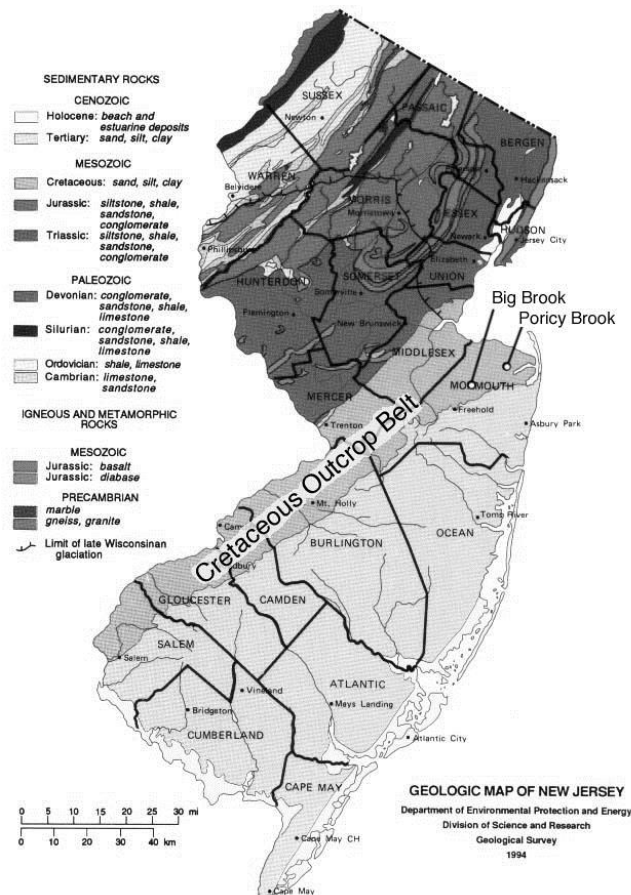 SEDIMENTARY ROCKS
CENOZOIC
Holocene: beach and
estuarine deposits
Tertiary: sand, silt, clay
MESOZOIC
Cretaceous: sand, silt, clay
Jurassic: siltstone, shale,
sandstone,
conglomerate
Triassic: siltstone, shale,
sandstone,
conglomerate
PALEOZOIC
Devonian: conglomerate,
sandstone, shale,
limestone
Silurian: conglomerate,
sandstone, shale,
limestone
Ordovician: shale, limestone
Cambrian: limestone,
sandstone
IGNEOUS AND METAMORPHIC
ROCKS
MESOZOIC
Jurassic: basalt
Jurassic: diabase
PRECAMBRIAN
marble
gneiss, granite
Limit of late Wisconsinan
glaciation
SUSSEX
Newton
PASSAIC
BERGEN
WARREN
Belvidere
Hackensack
MORRIS
Morristown
ESSEX
HUDSON
Newark
Jersey City
Phillipsburg
Elizabeth
HUNTERDON
SOMERSET
UNION
Somerville
Flemington
New Brunswick
Big Brook
Poricy Brook
MIDDLESEX
MONMOUTH
MERCER
Freehold
Trenton
Asbury Park
Cretaceous Outcrop Belt
Mt. Holly
Toms River
OCEAN
BURLINGTON
GLOUCESTER
CAMDEN
SALEM
Salem
ATLANTIC
Vineland
Mays Landing
Bridgeton
CUMBERLAND
Atlantic City
CAPE MAY
Cape May CH
Cape May
0 5 10 15 20 25 30 mi
0 10 20 30 40 km
GEOLOGIC MAP OF NEW JERSEY
Department of Environmental Protection and Energy
Division of Science and Research
Geological Survey
1994